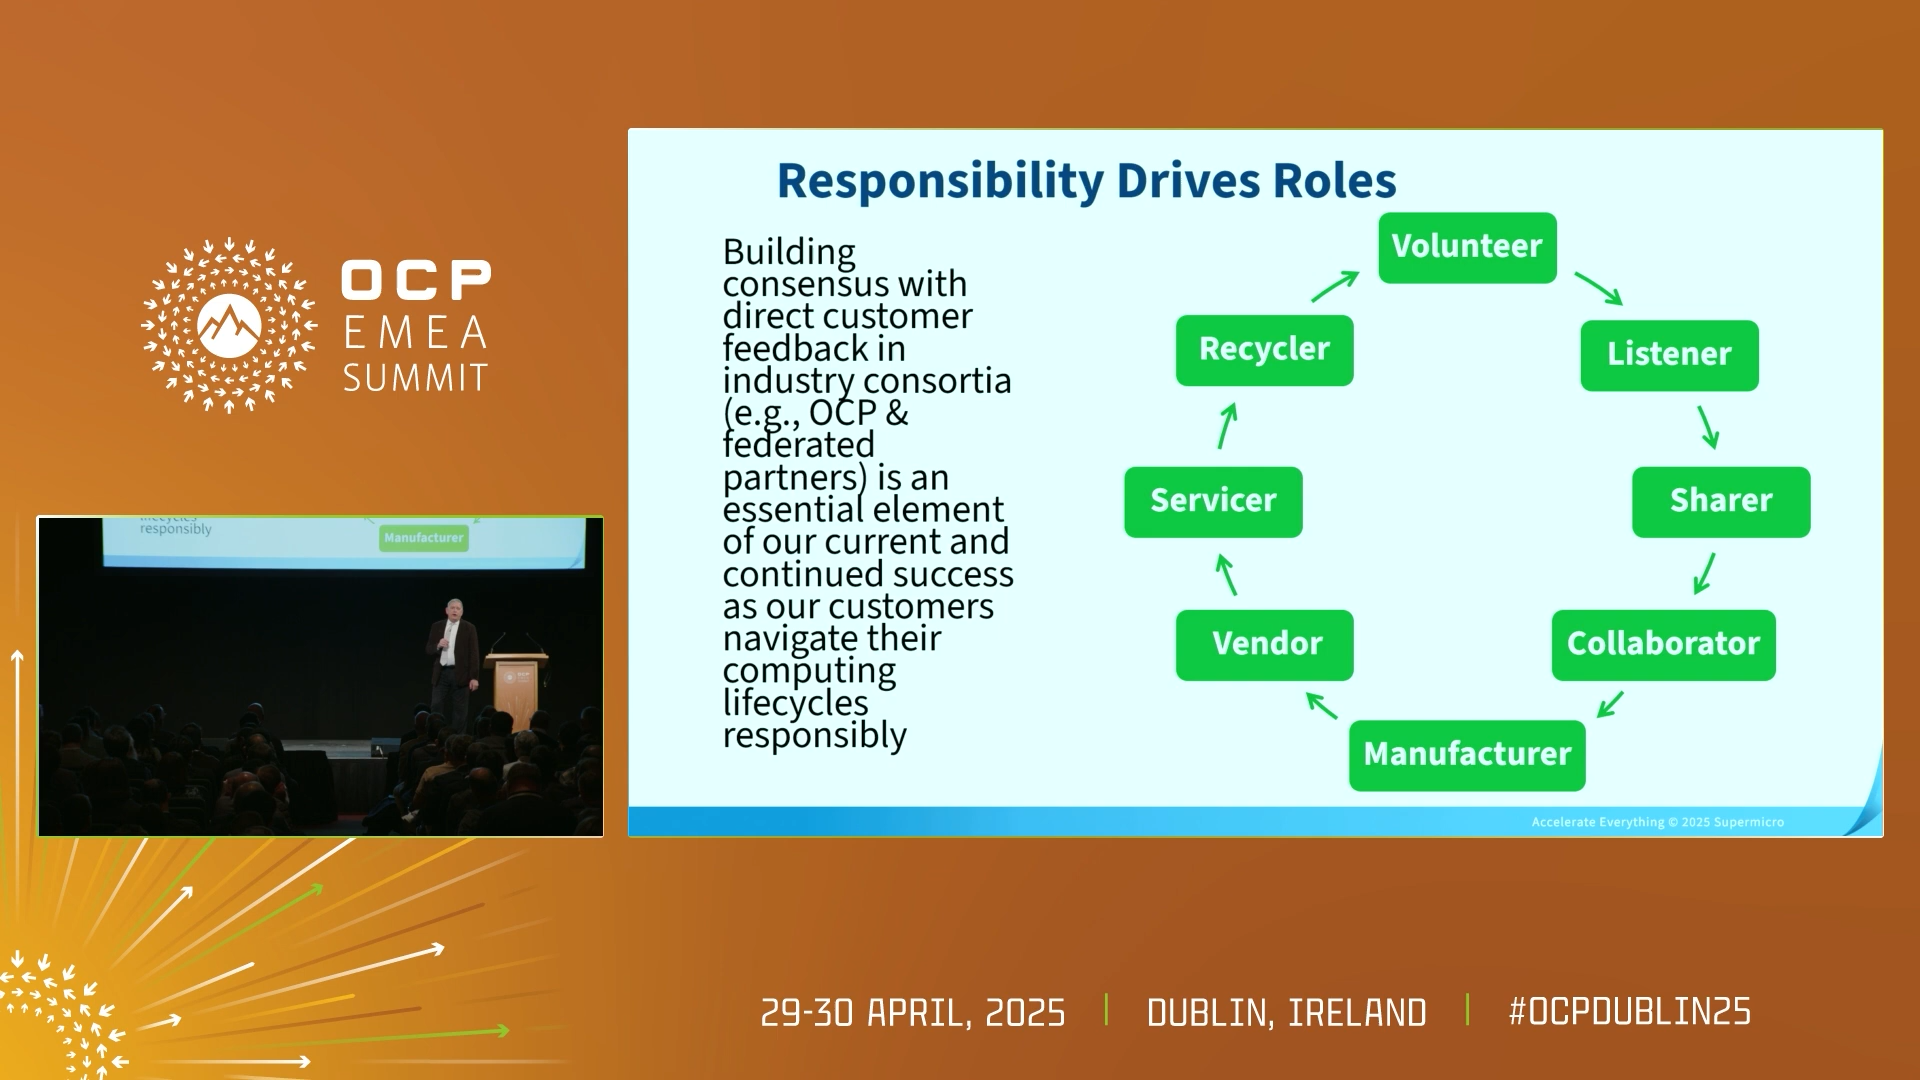 OCP
EMEA
SUMMIT
Responsibility Drives Roles
Building
consensus with
direct customer
feedback in
industry consortia
(e.g., OCP &
federated
partners) is an
essential element
of our current and
continued success
as our customers
navigate their
computing
lifecycles
responsibly
Volunteer
Listener
Sharer
Collaborator
Manufacturer
Vendor
Servicer
Recycler
Accelerate Everything © 2025 Supermicro
lifecycles
responsibly
Manufacturer
29-30 APRIL, 2025
DUBLIN, IRELAND
#OCPDUBLIN25